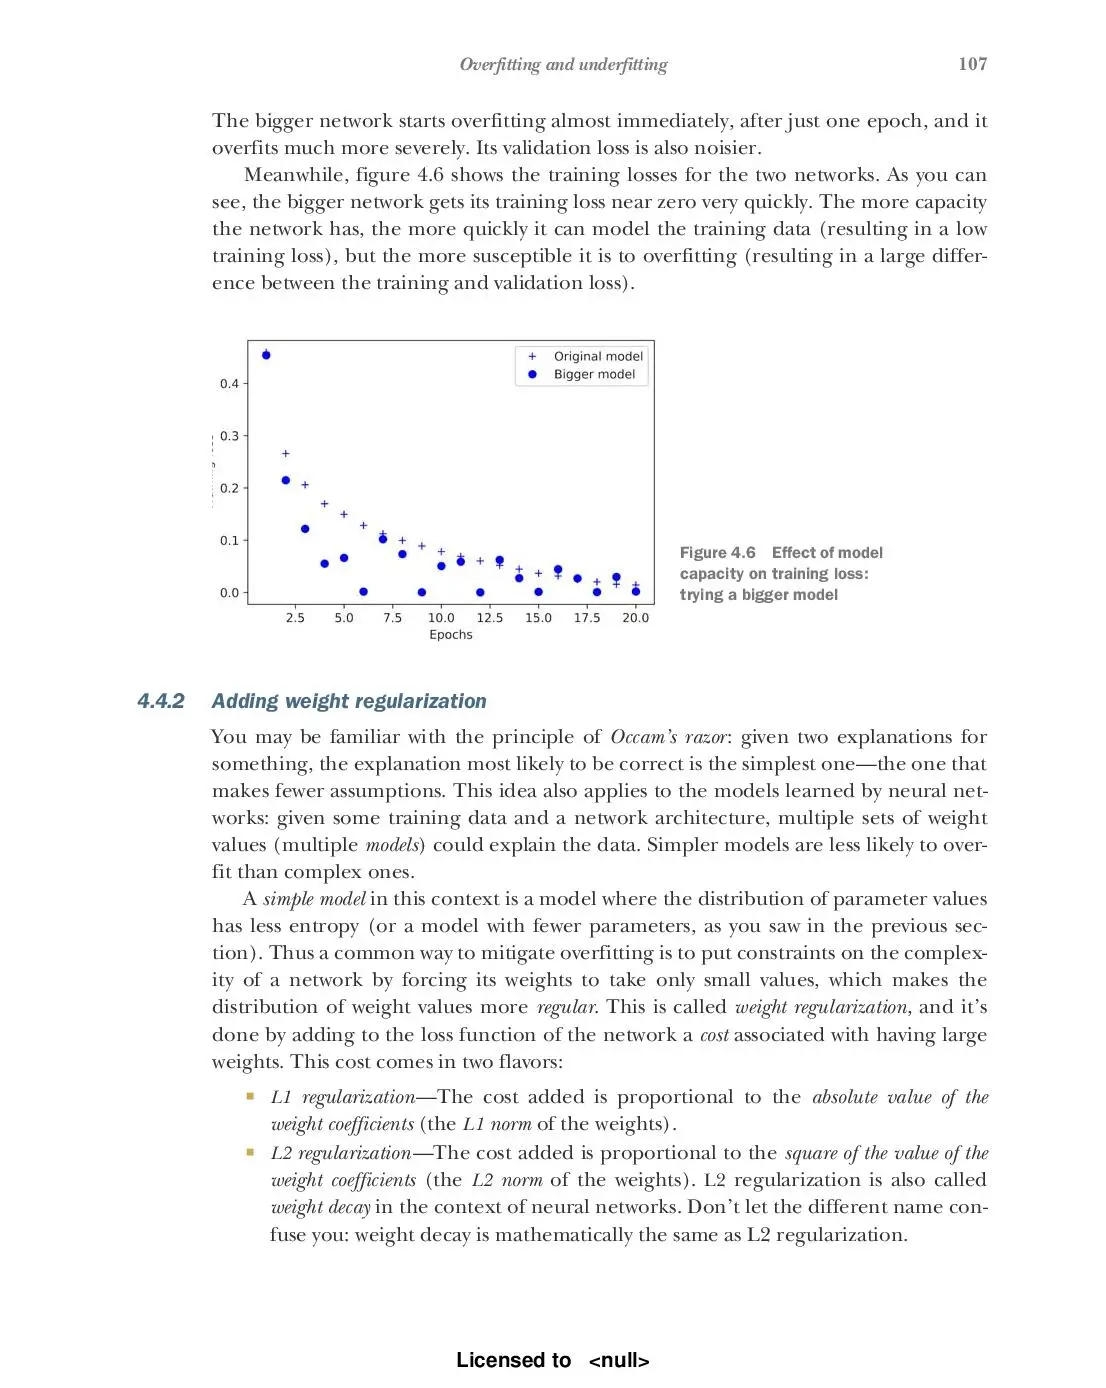 Overfitting and underfitting 107
The bigger network starts overfitting almost immediately, after just one epoch, and it
overfits much more severely. Its validation loss is also noisier.
Meanwhile, figure 4.6 shows the training losses for the two networks. As you can
see, the bigger network gets its training loss near zero very quickly. The more capacity
the network has, the more quickly it can model the training data (resulting in a low
training loss), but the more susceptible it is to overfitting (resulting in a large differ-
ence between the training and validation loss).
Original model
Bigger model
0.4
0.3
0.2
0.1
0.0
2.5 5.0 7.5 10.0 12.5 15.0 17.5 20.0
Epochs
Figure 4.6 Effect of model
capacity on training loss:
trying a bigger model
4.4.2 Adding weight regularization
You may be familiar with the principle of Occam's razor: given two explanations for
something, the explanation most likely to be correct is the simplest one—the one that
makes fewer assumptions. This idea also applies to the models learned by neural net-
works: given some training data and a network architecture, multiple sets of weight
values (multiple models) could explain the data. Simpler models are less likely to over-
fit than complex ones.
A simple model in this context is a model where the distribution of parameter values
has less entropy (or a model with fewer parameters, as you saw in the previous sec-
tion). Thus a common way to mitigate overfitting is to put constraints on the complex-
ity of a network by forcing its weights to take only small values, which makes the
distribution of weight values more regular. This is called weight regularization, and it's
done by adding to the loss function of the network a cost associated with having large
weights. This cost comes in two flavors:
■ L1 regularization—The cost added is proportional to the absolute value of the
weight coefficients (the L1 norm of the weights).
■ L2 regularization—The cost added is proportional to the square of the value of the
weight coefficients (the L2 norm of the weights). L2 regularization is also called
weight decay in the context of neural networks. Don't let the different name con-
fuse you: weight decay is mathematically the same as L2 regularization.
Licensed to <null>